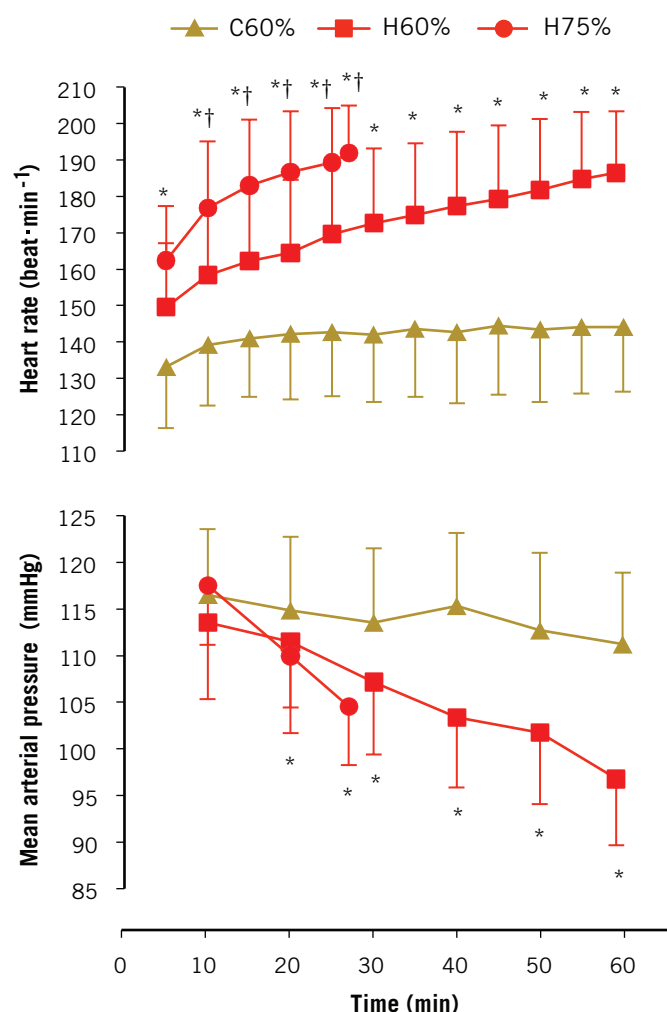 C60% H60% H75%
Heart rate (beat·min⁻¹)
210
200
190
180
170
160
150
140
130
120
110
* *† *† *† *† *† * * * * * * *
Mean arterial pressure (mmHg)
125
120
115
110
105
100
95
90
85
* * * * * *
0 10 20 30 40 50 60
Time (min)